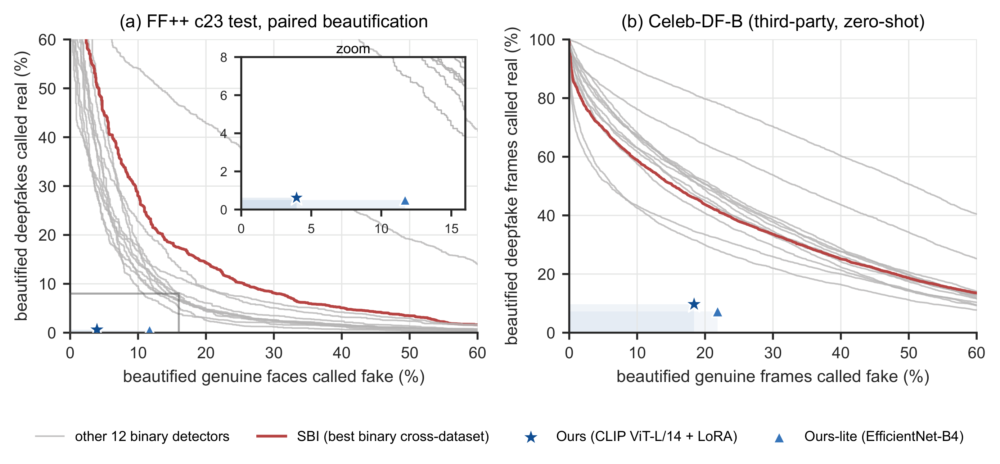 (a) FF++ c23 test, paired beautification
beautified deepfakes called real (%)
60
50
40
30
20
10
0
0 10 20 30 40 50 60
beautified genuine faces called fake (%)
zoom
8
6
4
2
0
0 5 10 15
(b) Celeb-DF-B (third-party, zero-shot)
beautified deepfake frames called real (%)
100
80
60
40
20
0
0 10 20 30 40 50 60
beautified genuine frames called fake (%)
other 12 binary detectors
SBI (best binary cross-dataset)
Ours (CLIP ViT-L/14 + LoRA)
Ours-lite (EfficientNet-B4)